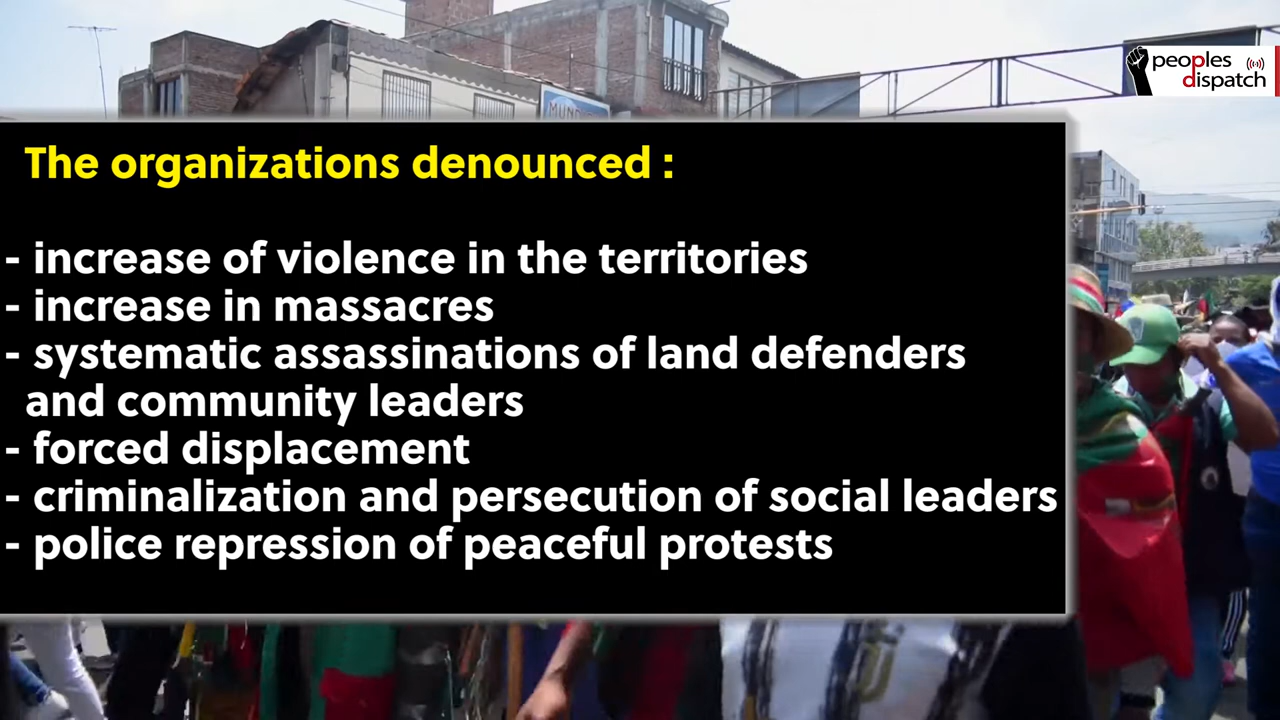 peoples
dispatch
The organizations denounced :
- increase of violence in the territories
- increase in massacres
- systematic assassinations of land defenders
and community leaders
- forced displacement
- criminalization and persecution of social leaders
- police repression of peaceful protests